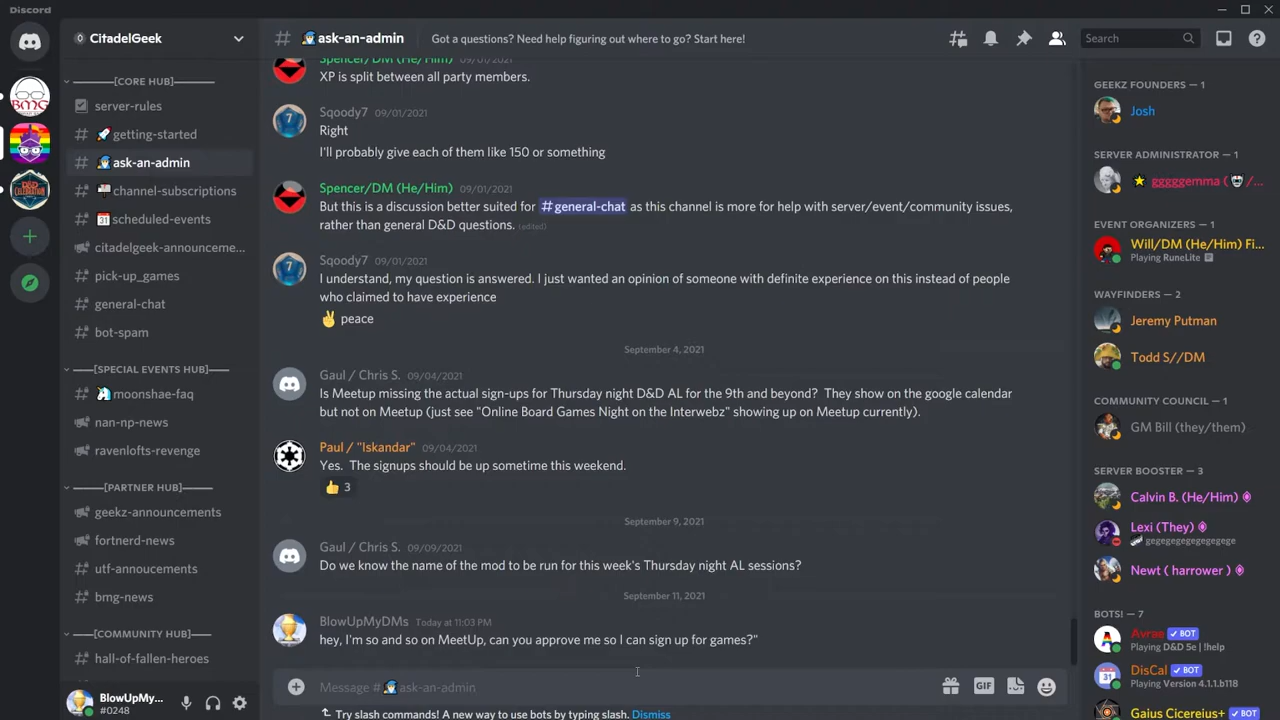 Discord
CitadelGeek
ask-an-admin
Got a questions? Need help figuring out where to go? Start here!
Search
[CORE HUB]
server-rules
getting-started
ask-an-admin
channel-subscriptions
scheduled-events
citadelgeek-announceme...
pick-up_games
general-chat
bot-spam
[SPECIAL EVENTS HUB]
moonshae-faq
nan-np-news
ravenlofts-revenge
[PARTNER HUB]
geekz-announcements
fortnerd-news
utf-annoucements
bmg-news
[COMMUNITY HUB]
hall-of-fallen-heroes
BlowUpMy...
#0248
Spencer/DM (He/Him) 09/01/2021
XP is split between all party members.
Sqoody7 09/01/2021
Right
I'll probably give each of them like 150 or something
Spencer/DM (He/Him) 09/01/2021
But this is a discussion better suited for #general-chat as this channel is more for help with server/event/community issues,
rather than general D&D questions. (edited)
Sqoody7 09/01/2021
I understand, my question is answered. I just wanted an opinion of someone with definite experience on this instead of people
who claimed to have experience
peace
September 4, 2021
Gaul / Chris S. 09/04/2021
Is Meetup missing the actual sign-ups for Thursday night D&D AL for the 9th and beyond? They show on the google calendar
but not on Meetup (just see "Online Board Games Night on the Interwebz" showing up on Meetup currently).
Paul / "Iskandar" 09/04/2021
Yes. The signups should be up sometime this weekend.
3
September 9, 2021
Gaul / Chris S. 09/09/2021
Do we know the name of the mod to be run for this week's Thursday night AL sessions?
September 11, 2021
BlowUpMyDMs Today at 11:03 PM
hey, I'm so and so on MeetUp, can you approve me so I can sign up for games?"
Message # ask-an-admin
GIF
Try slash commands! A new way to use bots by typing slash. Dismiss
GEEKZ FOUNDERS — 1
Josh
SERVER ADMINISTRATOR — 1
gggggemma ( /...
EVENT ORGANIZERS — 1
Will/DM (He/Him) Fi...
Playing RuneLite
WAYFINDERS — 2
Jeremy Putman
Todd S//DM
COMMUNITY COUNCIL — 1
GM Bill (they/them)
SERVER BOOSTER — 3
Calvin B. (He/Him)
Lexi (They)
gegegegegegegege
Newt ( harrower )
BOTS! — 7
Avrae BOT
Playing D&D 5e | !help
DisCal BOT
Playing Version 4.1.1.b118
Gaius Cicereius+ BOT